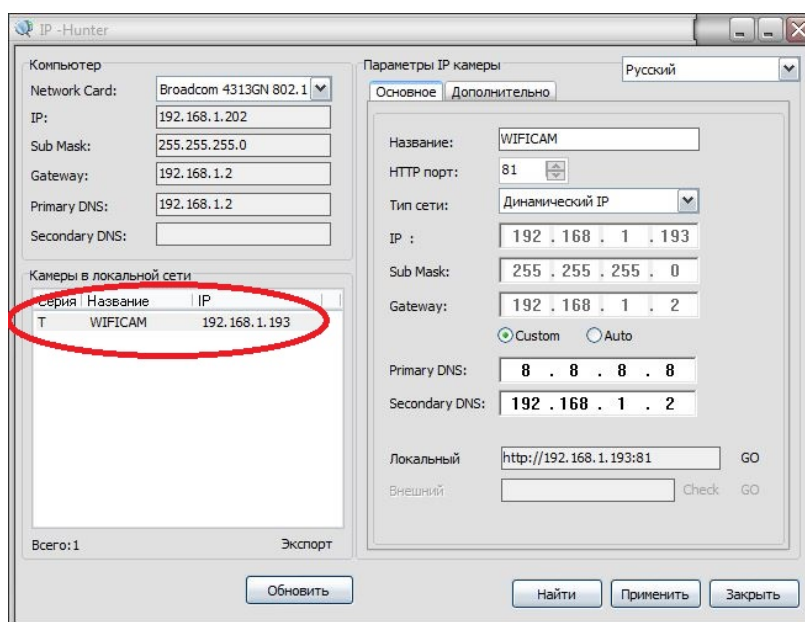 IP -Hunter
Компьютер
Network Card:
Broadcom 4313GN 802.1
IP:
192.168.1.202
Sub Mask:
255.255.255.0
Gateway:
192.168.1.2
Primary DNS:
192.168.1.2
Secondary DNS:
Камеры в локальной сети
Серия Название IP
T WIFICAM 192.168.1.193
Всего:1
Экспорт
Обновить
Параметры IP камеры
Русский
Основное Дополнительно
Название:
WIFICAM
HTTP порт:
81
Тип сети:
Динамический IP
IP :
192 . 168 . 1 . 193
Sub Mask:
255 . 255 . 255 . 0
Gateway:
192 . 168 . 1 . 2
Custom Auto
Primary DNS:
8 . 8 . 8 . 8
Secondary DNS:
192 . 168 . 1 . 2
Локальный
http://192.168.1.193:81
GO
Внешний
Check GO
Найти Применить Закрыть